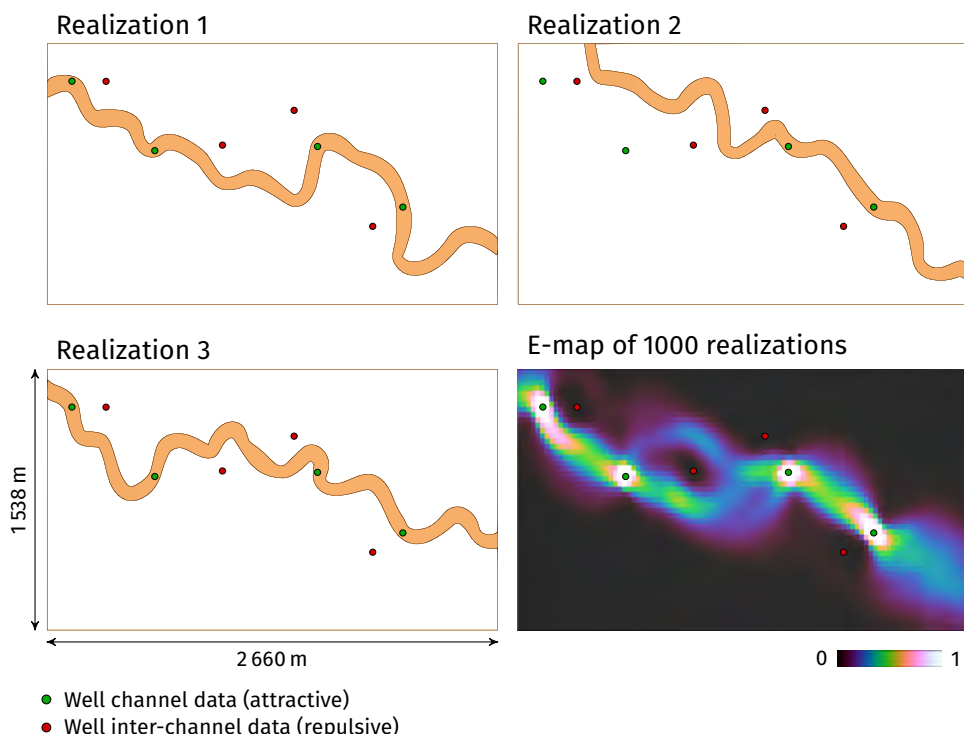 Realization 1
Realization 2
Realization 3
E-map of 1000 realizations
1 538 m
2 660 m
0
1
Well channel data (attractive)
Well inter-channel data (repulsive)